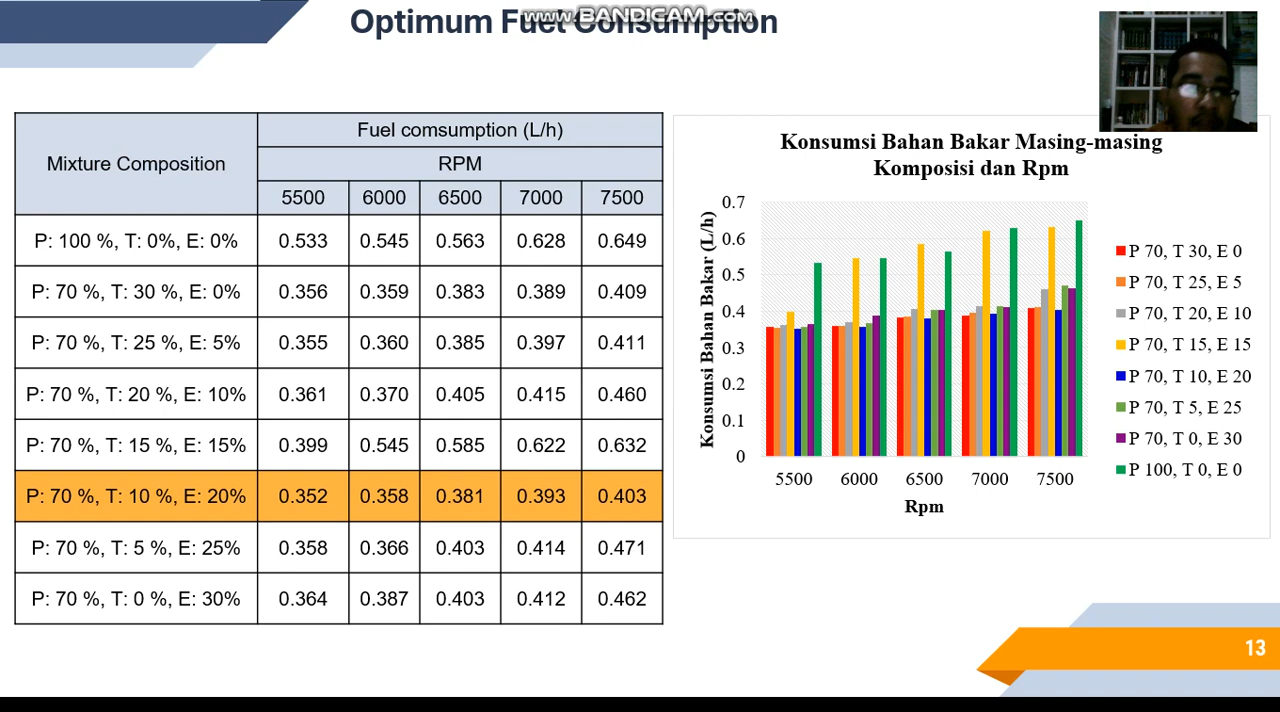 www.BANDICAM.com
Optimum Fuel Consumption
Mixture Composition
Fuel comsumption (L/h)
RPM
5500 6000 6500 7000 7500
P: 100 %, T: 0%, E: 0% 0.533 0.545 0.563 0.628 0.649
P: 70 %, T: 30 %, E: 0% 0.356 0.359 0.383 0.389 0.409
P: 70 %, T: 25 %, E: 5% 0.355 0.360 0.385 0.397 0.411
P: 70 %, T: 20 %, E: 10% 0.361 0.370 0.405 0.415 0.460
P: 70 %, T: 15 %, E: 15% 0.399 0.545 0.585 0.622 0.632
P: 70 %, T: 10 %, E: 20% 0.352 0.358 0.381 0.393 0.403
P: 70 %, T: 5 %, E: 25% 0.358 0.366 0.403 0.414 0.471
P: 70 %, T: 0 %, E: 30% 0.364 0.387 0.403 0.412 0.462
Konsumsi Bahan Bakar Masing-masing
Komposisi dan Rpm
Konsumsi Bahan Bakar (L/h)
0.7
0.6
0.5
0.4
0.3
0.2
0.1
0
5500 6000 6500 7000 7500
Rpm
P 70, T 30, E 0
P 70, T 25, E 5
P 70, T 20, E 10
P 70, T 15, E 15
P 70, T 10, E 20
P 70, T 5, E 25
P 70, T 0, E 30
P 100, T 0, E 0
13